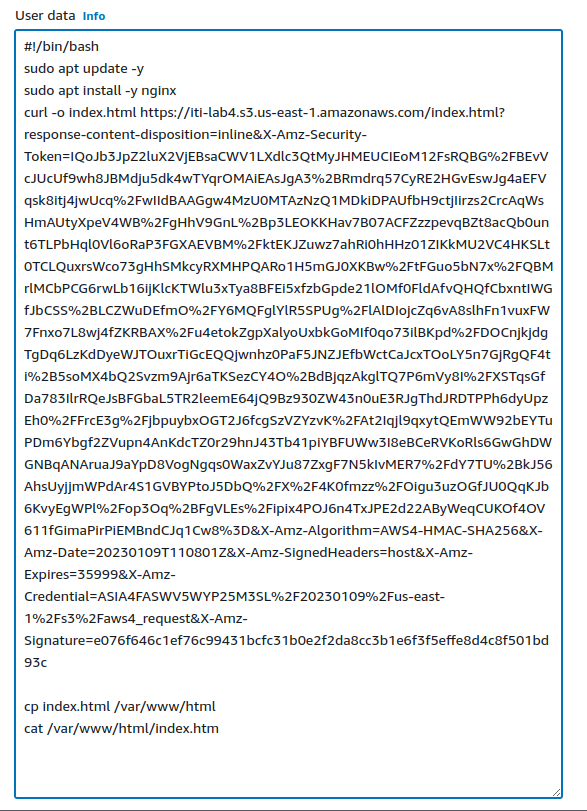 User data Info
#!/bin/bash
sudo apt update -y
sudo apt install -y nginx
curl -o index.html https://iti-lab4.s3.us-east-1.amazonaws.com/index.html?
response-content-disposition=inline&X-Amz-Security-
Token=IQoJb3JpZ2luX2VjEBsaCWV1LXdlc3QtMyJHMEUCIEoM12FsRQBG%2FBEvV
cJUcUf9wh8JBMdju5dk4wTYqrOMAiEAsJgA3%2BRmdrq57CyRE2HGvEswJg4aEFV
qsk8itj4jwUcq%2FwIIdBAAGgw4MzU0MTAzNzQ1MDkiDPAUfbH9ctjIirzs2CrcAqWs
HmAUtyXpeV4WB%2FgHhV9GnL%2Bp3LEOKKHav7B07ACFZzzpevqBZt8acQb0un
t6TLPbHql0Vl6oRaP3FGXAEVBM%2FktEKJZuwz7ahRi0hHHz01ZIKkMU2VC4HKSLt
0TCLQuxrsWco73gHhSMkcyRXMHPQARo1H5mGJ0XKBw%2FtFGuo5bN7x%2FQBM
rlMCbPCG6rwLb16ijKlcKTWlu3xTya8BFEi5xfzbGpde21lOMf0FldAfvQHQfCbxntIWG
fJbCSS%2BLCZWuDEfmO%2FY6MQFglYlR5SPUg%2FlAlDIojcZq6vA8slhFn1vuxFW
7Fnxo7L8wj4fZKRBAX%2Fu4etokZgpXalyoUxbkGoMIf0qo73ilBKpd%2FDOCnjkjdg
TgDq6LzKdDyeWJTOuxrTiGcEQQjwnhz0PaF5JNZJEfbWctCaJcxTOoLY5n7GjRgQF4t
i%2B5soMX4bQ2Svzm9Ajr6aTKSezCY4O%2BdBjqzAkglTQ7P6mVy8I%2FXSTqsGf
Da783IlrRQeJsBFGbaL5TR2leemE64jQ9Bz930ZW43n0uE3RJgThdJRDTPPh6dyUpz
Eh0%2FFrcE3g%2FjbpuybxOGT2J6fcgSzVZYzvK%2FAt2Iqjl9qxytQEmWW92bEYTu
PDm6Ybgf2ZVupn4AnKdcTZ0r29hnJ43Tb41piYBFUWw3I8eBCeRVKoRls6GwGhDW
GNBqANAruaJ9aYpD8VogNgqs0WaxZvYJu87ZxgF7N5kIvMER7%2FdY7TU%2BkJ56
AhsUyjjmWPdAr4S1GVBYPtoJ5DbQ%2FX%2F4K0fmzz%2FOigu3uzOGfJU0QqKJb
6KvyEgWPl%2Fop3Oq%2BFgVLEs%2Fipix4POJ6n4TxJPE2d22AByWeqCUKOf4OV
611fGimaPirPiEMBndCJq1Cw8%3D&X-Amz-Algorithm=AWS4-HMAC-SHA256&X-
Amz-Date=20230109T110801Z&X-Amz-SignedHeaders=host&X-Amz-
Expires=35999&X-Amz-
Credential=ASIA4FASWV5WYP25M3SL%2F20230109%2Fus-east-
1%2Fs3%2Faws4_request&X-Amz-
Signature=e076f646c1ef76c99431bcfc31b0e2f2da8cc3b1e6f3f5effe8d4c8f501bd
93c
cp index.html /var/www/html
cat /var/www/html/index.htm